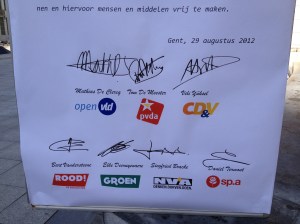 nen en hiervoor mensen en middelen vrij te maken.
Gent, 29 augustus 2012
Mathias De Clercq Tom De Meester Veli Yüksel
open vld pvda CD&V
Bert Vandersteene Elke Decruynaere Siegfried Bracke Daniël Termont
ROOD! GROEN N-VA sp.a